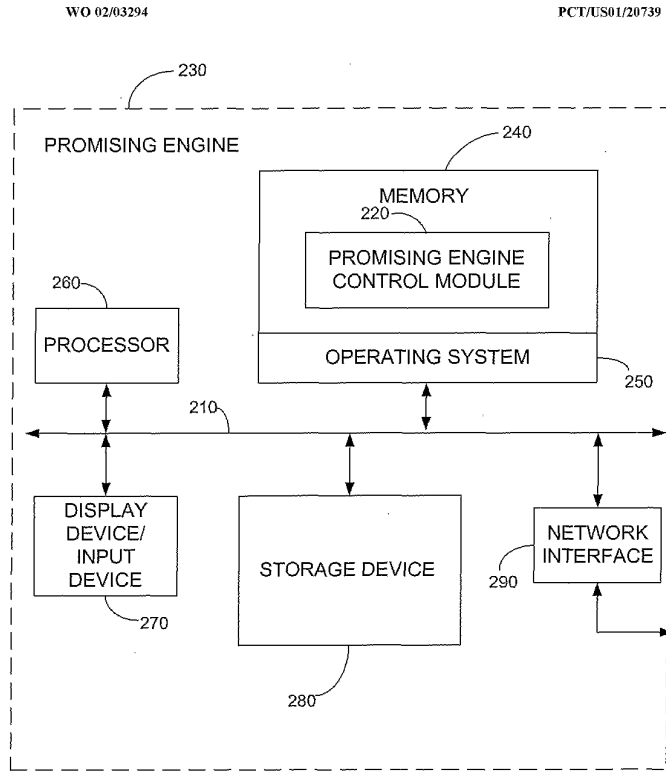 WO 02/03294
PCT/US01/20739
230
PROMISING ENGINE
240
MEMORY
220
PROMISING ENGINE
CONTROL MODULE
260
PROCESSOR
OPERATING SYSTEM
250
210
DISPLAY
DEVICE/
INPUT
DEVICE
STORAGE DEVICE
NETWORK
INTERFACE
290
270
280